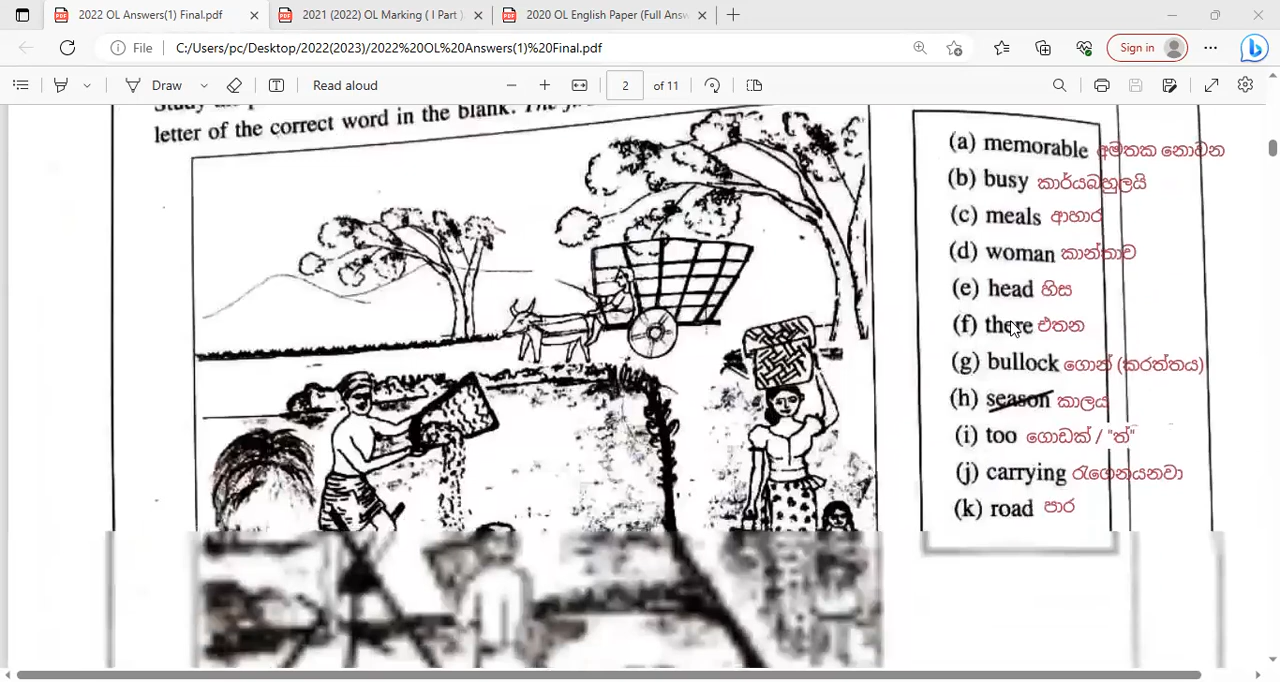 2022 OL Answers(1) Final.pdf
2021 (2022) OL Marking ( I Part )
2020 OL English Paper (Full Answ
File C:/Users/pc/Desktop/2022(2023)/2022%20OL%20Answers(1)%20Final.pdf
Sign in
Draw
Read aloud
2 of 11
letter of the correct word in the blank. The
(a) memorable අමතක නොවන
(b) busy කාර්යබහුලයි
(c) meals ආහාර
(d) woman කාන්තාව
(e) head හිස
(f) there එතන
(g) bullock ගොන් (කරත්තය)
(h) season කාලය
(i) too ගොඩක් / "ත්"
(j) carrying රැගෙනයනවා
(k) road පාර